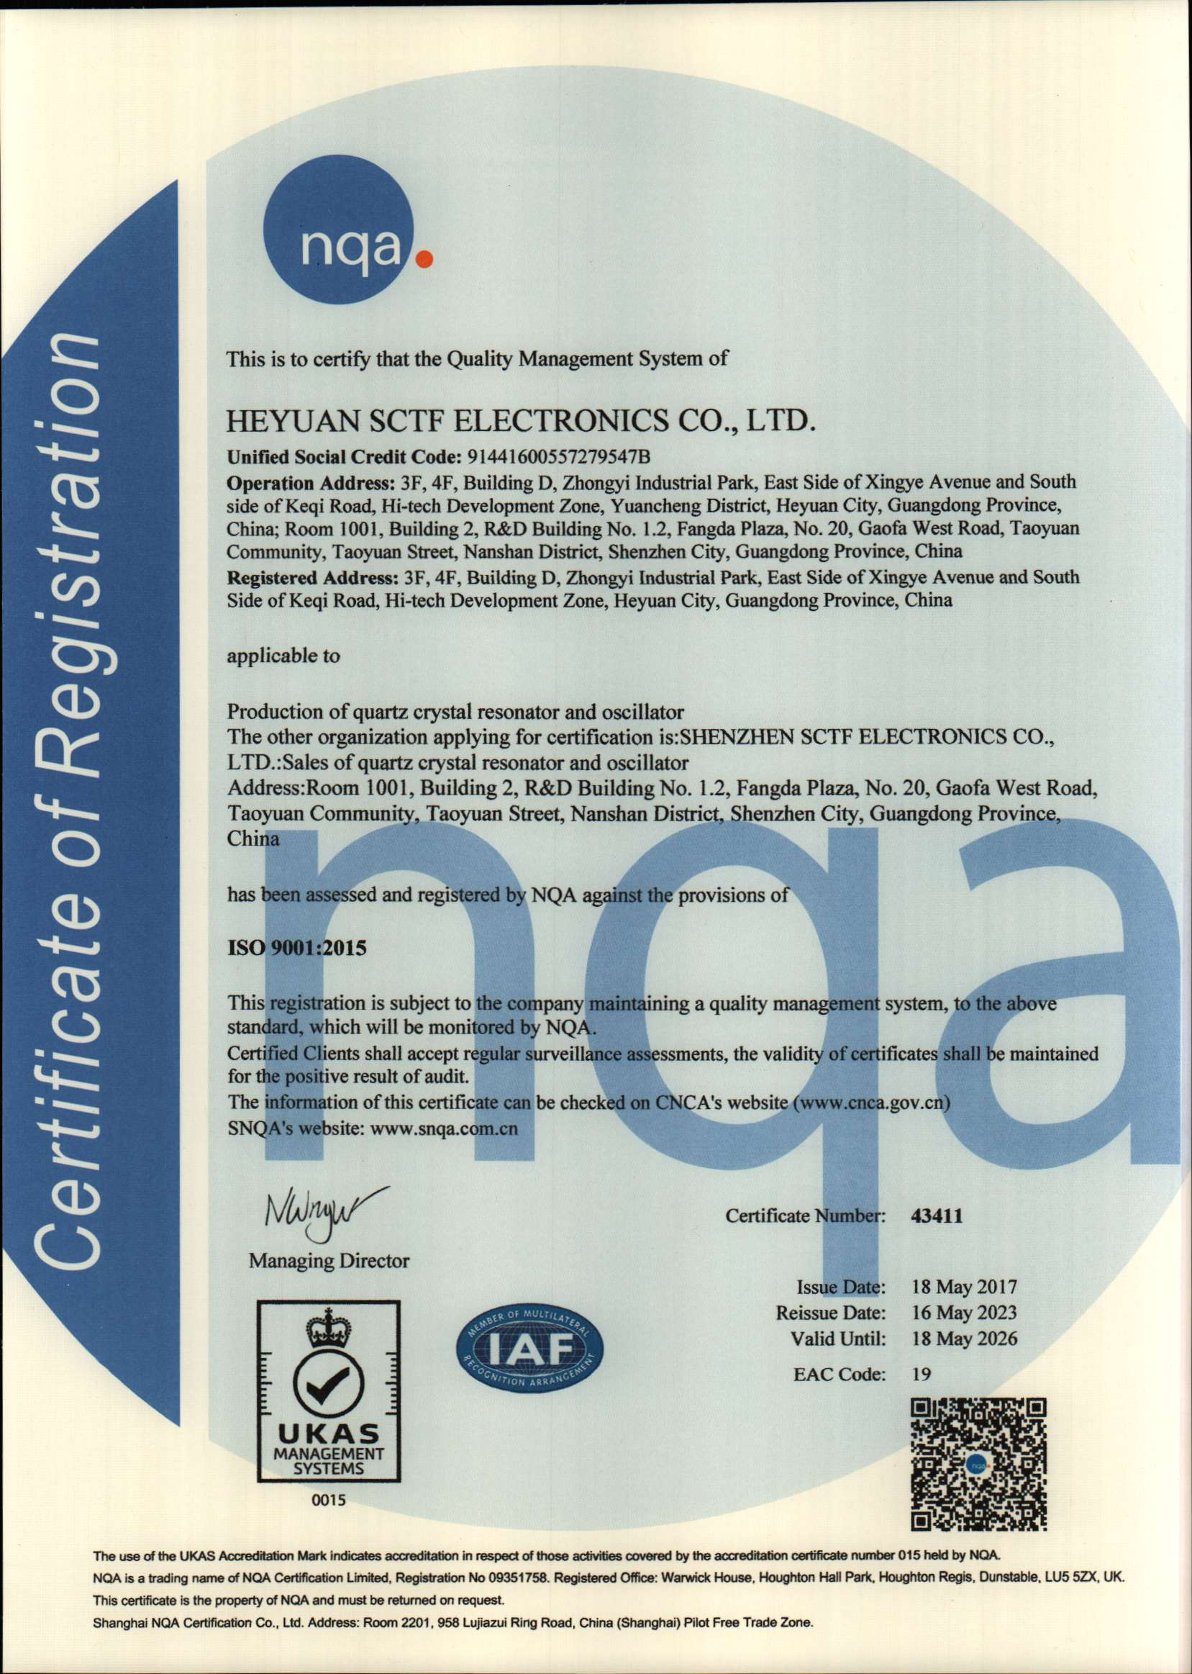 Certificate of Registration
nqa.
This is to certify that the Quality Management System of
HEYUAN SCTF ELECTRONICS CO., LTD.
Unified Social Credit Code: 91441600557279547B
Operation Address: 3F, 4F, Building D, Zhongyi Industrial Park, East Side of Xingye Avenue and South
side of Keqi Road, Hi-tech Development Zone, Yuancheng District, Heyuan City, Guangdong Province,
China; Room 1001, Building 2, R&D Building No. 1.2, Fangda Plaza, No. 20, Gaofa West Road, Taoyuan
Community, Taoyuan Street, Nanshan District, Shenzhen City, Guangdong Province, China
Registered Address: 3F, 4F, Building D, Zhongyi Industrial Park, East Side of Xingye Avenue and South
Side of Keqi Road, Hi-tech Development Zone, Heyuan City, Guangdong Province, China
applicable to
Production of quartz crystal resonator and oscillator
The other organization applying for certification is:SHENZHEN SCTF ELECTRONICS CO.,
LTD.:Sales of quartz crystal resonator and oscillator
Address:Room 1001, Building 2, R&D Building No. 1.2, Fangda Plaza, No. 20, Gaofa West Road,
Taoyuan Community, Taoyuan Street, Nanshan District, Shenzhen City, Guangdong Province,
China
has been assessed and registered by NQA against the provisions of
ISO 9001:2015
This registration is subject to the company maintaining a quality management system, to the above
standard, which will be monitored by NQA.
Certified Clients shall accept regular surveillance assessments, the validity of certificates shall be maintained
for the positive result of audit.
The information of this certificate can be checked on CNCA's website (www.cnca.gov.cn)
SNQA's website: www.snqa.com.cn
nqa
Managing Director
Certificate Number: 43411
Issue Date: 18 May 2017
Reissue Date: 16 May 2023
Valid Until: 18 May 2026
EAC Code: 19
UKAS
MANAGEMENT
SYSTEMS
0015
MEMBER OF MULTILATERAL
IAF
RECOGNITION ARRANGEMENT
nqa
The use of the UKAS Accreditation Mark indicates accreditation in respect of those activities covered by the accreditation certificate number 015 held by NQA.
NQA is a trading name of NQA Certification Limited, Registration No 09351758. Registered Office: Warwick House, Houghton Hall Park, Houghton Regis, Dunstable, LU5 5ZX, UK.
This certificate is the property of NQA and must be returned on request.
Shanghai NQA Certification Co., Ltd. Address: Room 2201, 958 Lujiazui Ring Road, China (Shanghai) Pilot Free Trade Zone.